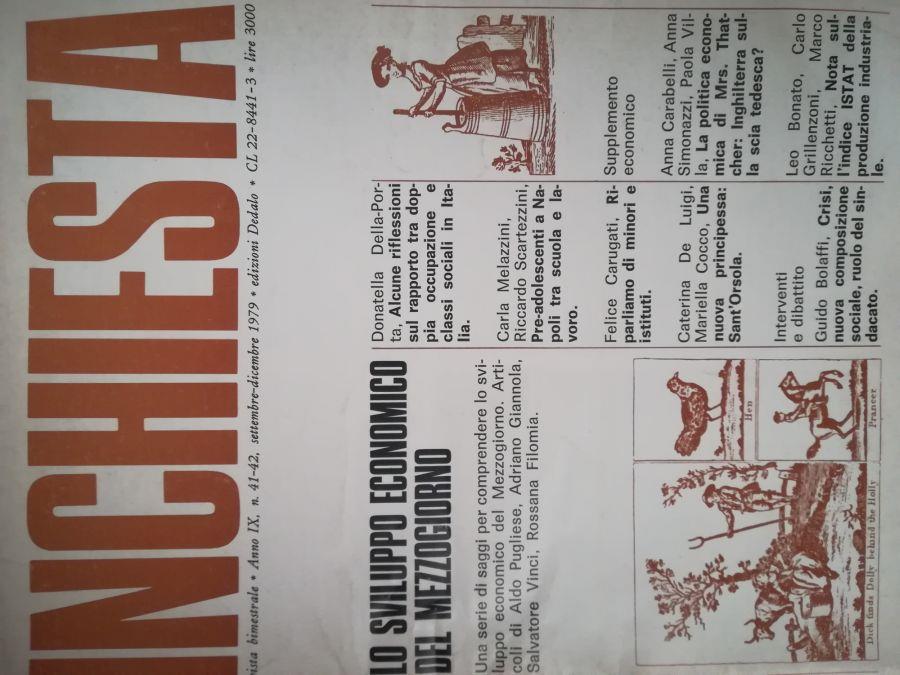 INCHIESTA
ista bimestrale * Anno IX, n. 41-42, settembre-dicembre 1979 * edizioni Dedalo * CL 22-8441-3 * lire 3000
LO SVILUPPO ECONOMICO
DEL MEZZOGIORNO
Una serie di saggi per comprendere lo svi-
luppo economico del Mezzogiorno. Arti-
coli di Aldo Pugliese, Adriano Giannola,
Salvatore Vinci, Rossana Filomia.
Dick finds Dolly behind the Holly
Hen
Prancer
Donatella Della-Por-
ta, Alcune riflessioni
sul rapporto tra dop-
pia occupazione e
classi sociali in Ita-
lia.
Carla Melazzini,
Riccardo Scartezzini,
Pre-adolescenti a Na-
poli tra scuola e la-
voro.
Felice Carugati, Ri-
parliamo di minori e
istituti.
Caterina De Luigi,
Mariella Cocco, Una
nuova principessa:
Sant'Orsola.
Interventi
e dibattito
Guido Bolaffi, Crisi,
nuova composizione
sociale, ruolo del sin-
dacato.
Supplemento
economico
Anna Carabelli, Anna
Simonazzi, Paola Vil-
la, La politica econo-
mica di Mrs. That-
cher: Inghilterra sul-
la scia tedesca?
Leo Bonato, Carlo
Grillenzoni, Marco
Ricchetti, Nota sul-
l'indice ISTAT della
produzione industria-
le.